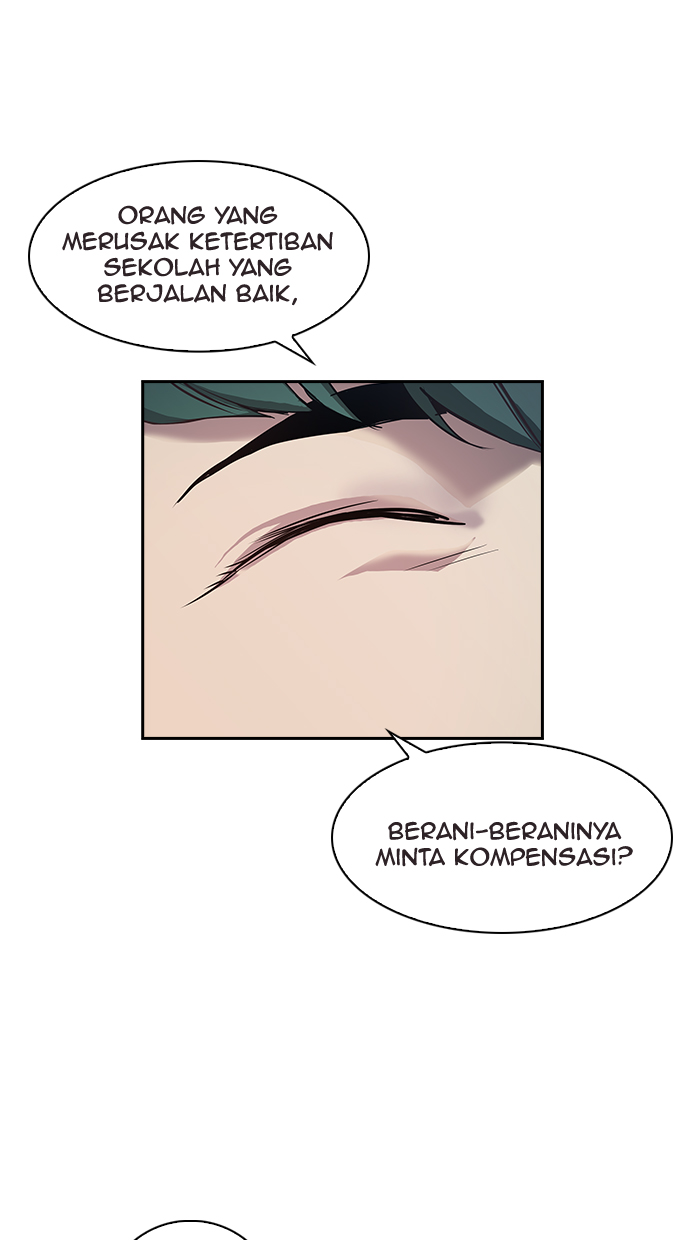 ORANG YANG
MERUSAK KETERTIBAN
SEKOLAH YANG
BERJALAN BAIK,
BERANI-BERANINYA
MINTA KOMPENSASI?